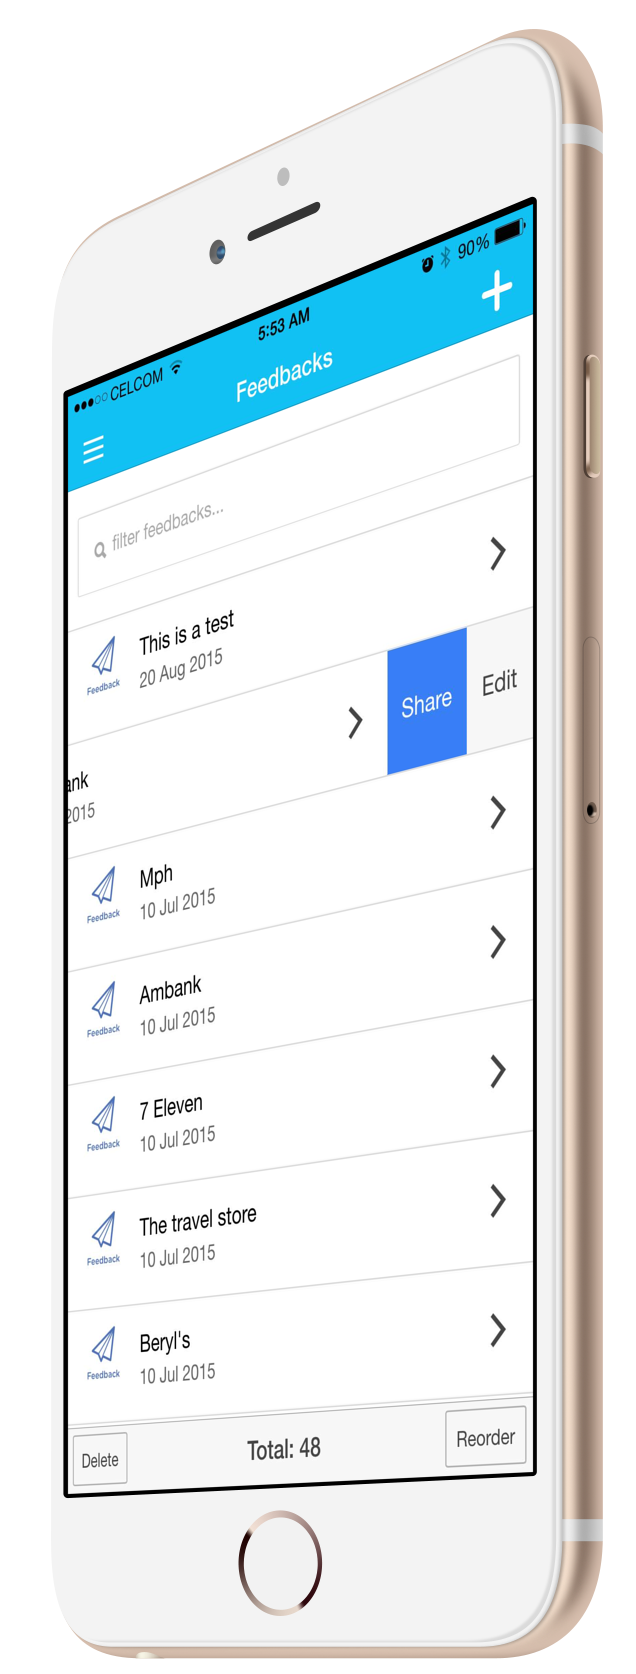 CELCOM
5:53 AM
90%
Feedbacks
filter feedbacks...
This is a test
20 Aug 2015
Feedback
ank
2015
Share
Edit
Mph
10 Jul 2015
Feedback
Ambank
10 Jul 2015
Feedback
7 Eleven
10 Jul 2015
Feedback
The travel store
10 Jul 2015
Feedback
Beryl's
10 Jul 2015
Feedback
Delete
Total: 48
Reorder